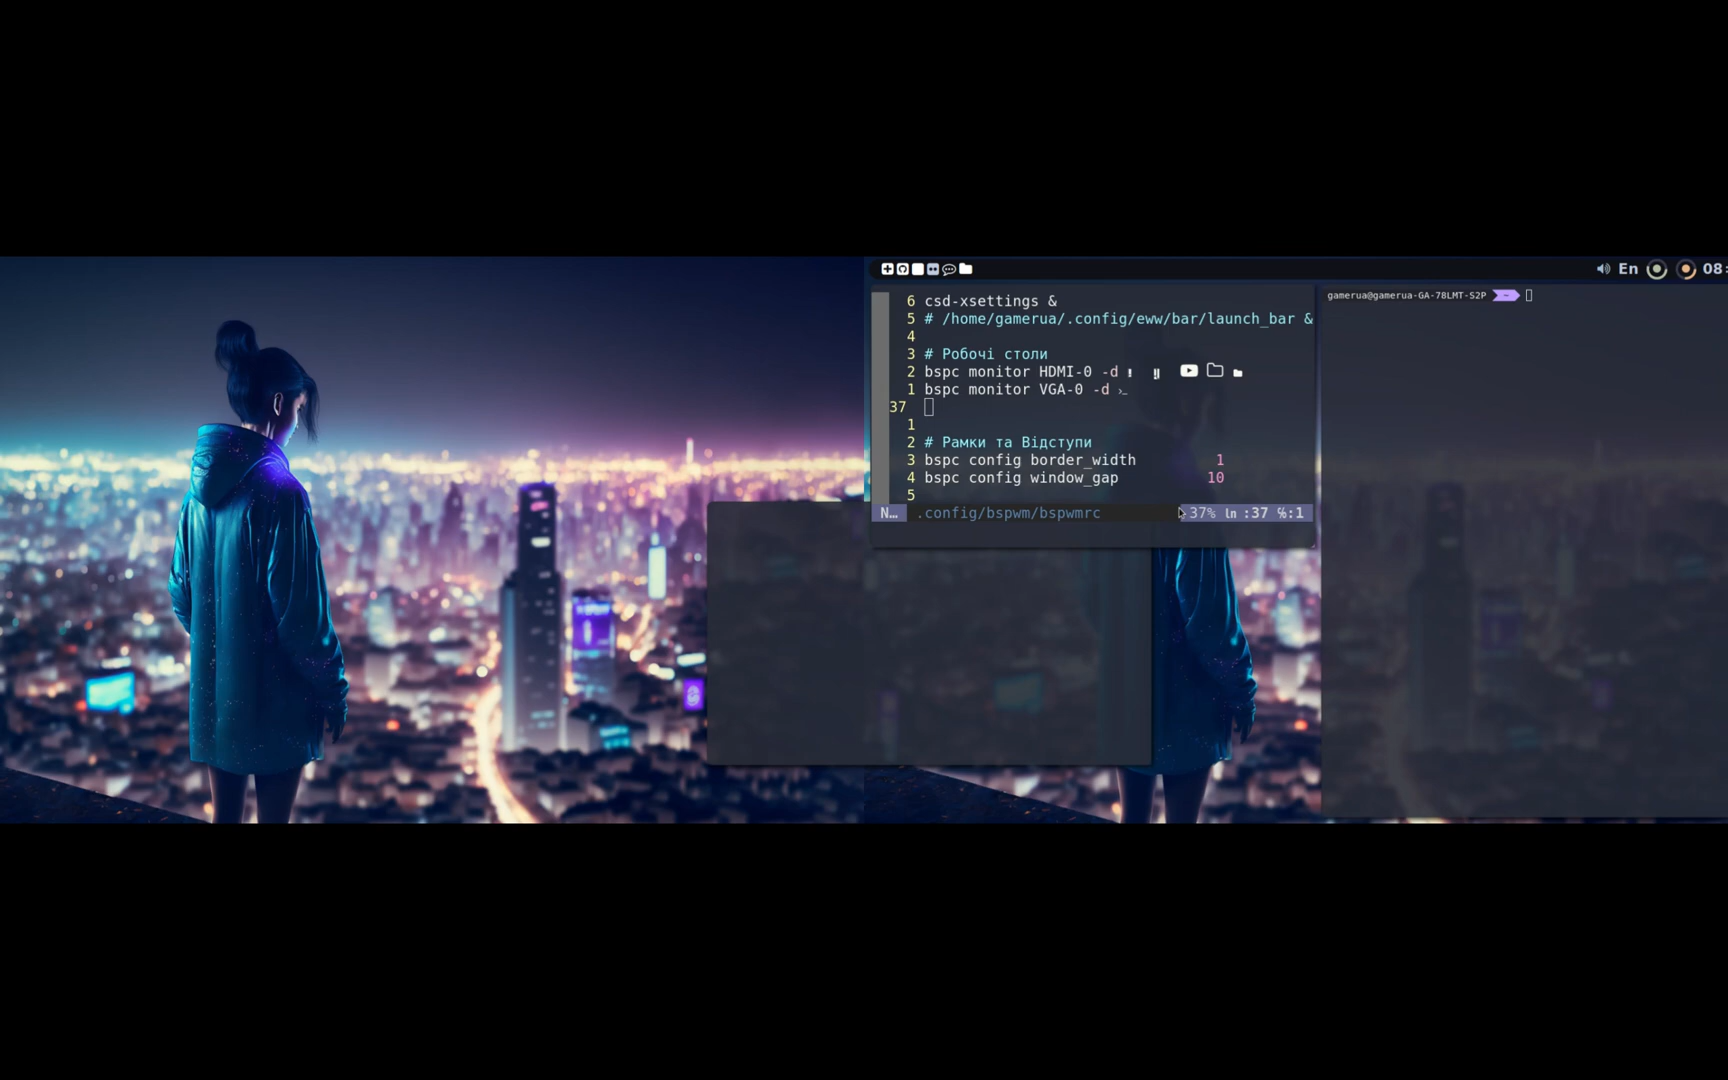 En 08:
6 csd-xsettings &
5 # /home/gamerua/.config/eww/bar/launch_bar &
4
3 # Робочі столи
2 bspc monitor HDMI-0 -d
1 bspc monitor VGA-0 -d
37
1
2 # Рамки та Відступи
3 bspc config border_width 1
4 bspc config window_gap 10
5
N… .config/bspwm/bspwmrc 37% ln :37 ℅:1
gamerua@gamerua-GA-78LMT-S2P ~